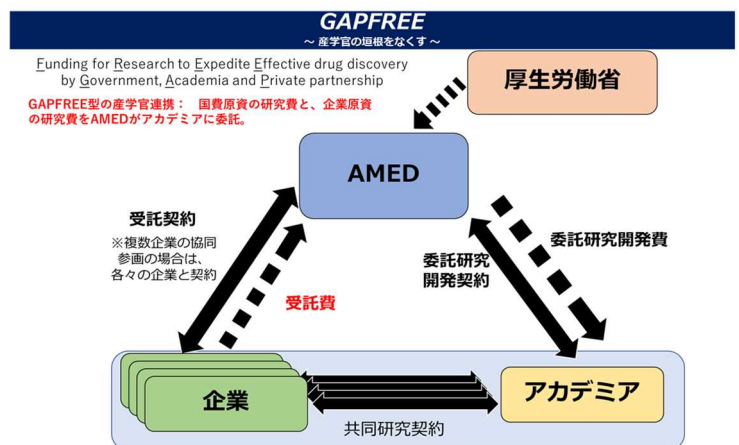 GAPFREE
～ 産学官の垣根をなくす ～
Funding for Research to Expedite Effective drug discovery
by Government, Academia and Private partnership
GAPFREE型の産学官連携： 国費原資の研究費と、企業原資
の研究費をAMEDがアカデミアに委託。
厚生労働省
AMED
受託契約
※複数企業の協同
参画の場合は、
各々の企業と契約
受託費
委託研究
開発契約
委託研究開発費
企業
アカデミア
共同研究契約